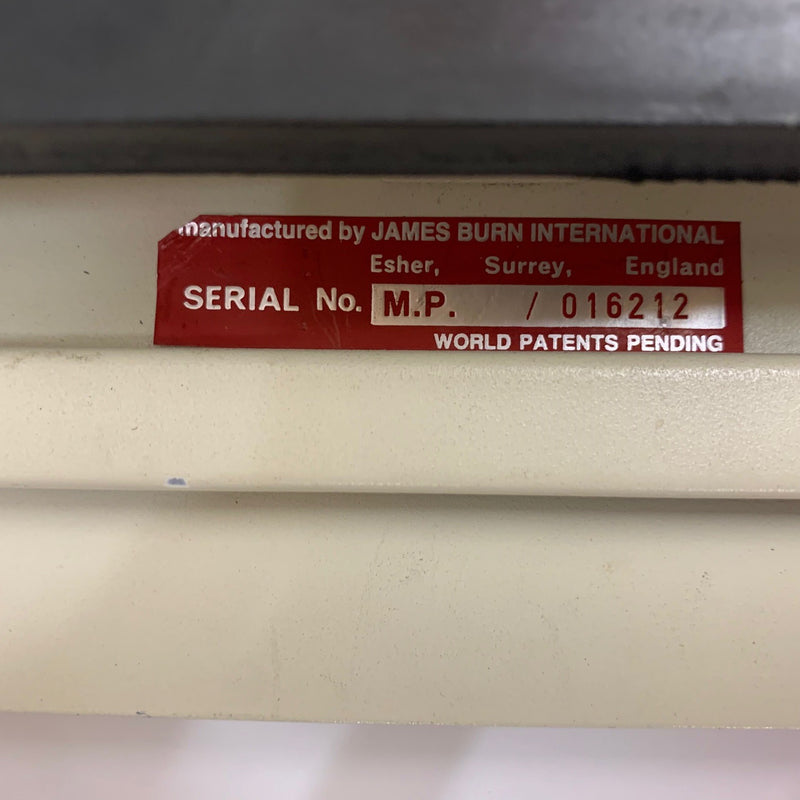 manufactured by JAMES BURN INTERNATIONAL
Esher, Surrey, England
SERIAL No. M.P. / 016212
WORLD PATENTS PENDING